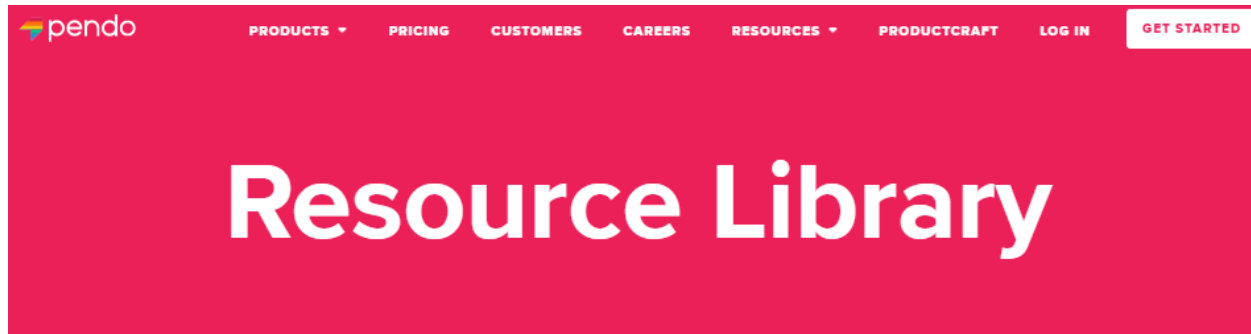 pendo PRODUCTS PRICING CUSTOMERS CAREERS RESOURCES PRODUCTCRAFT LOG IN GET STARTED
Resource Library